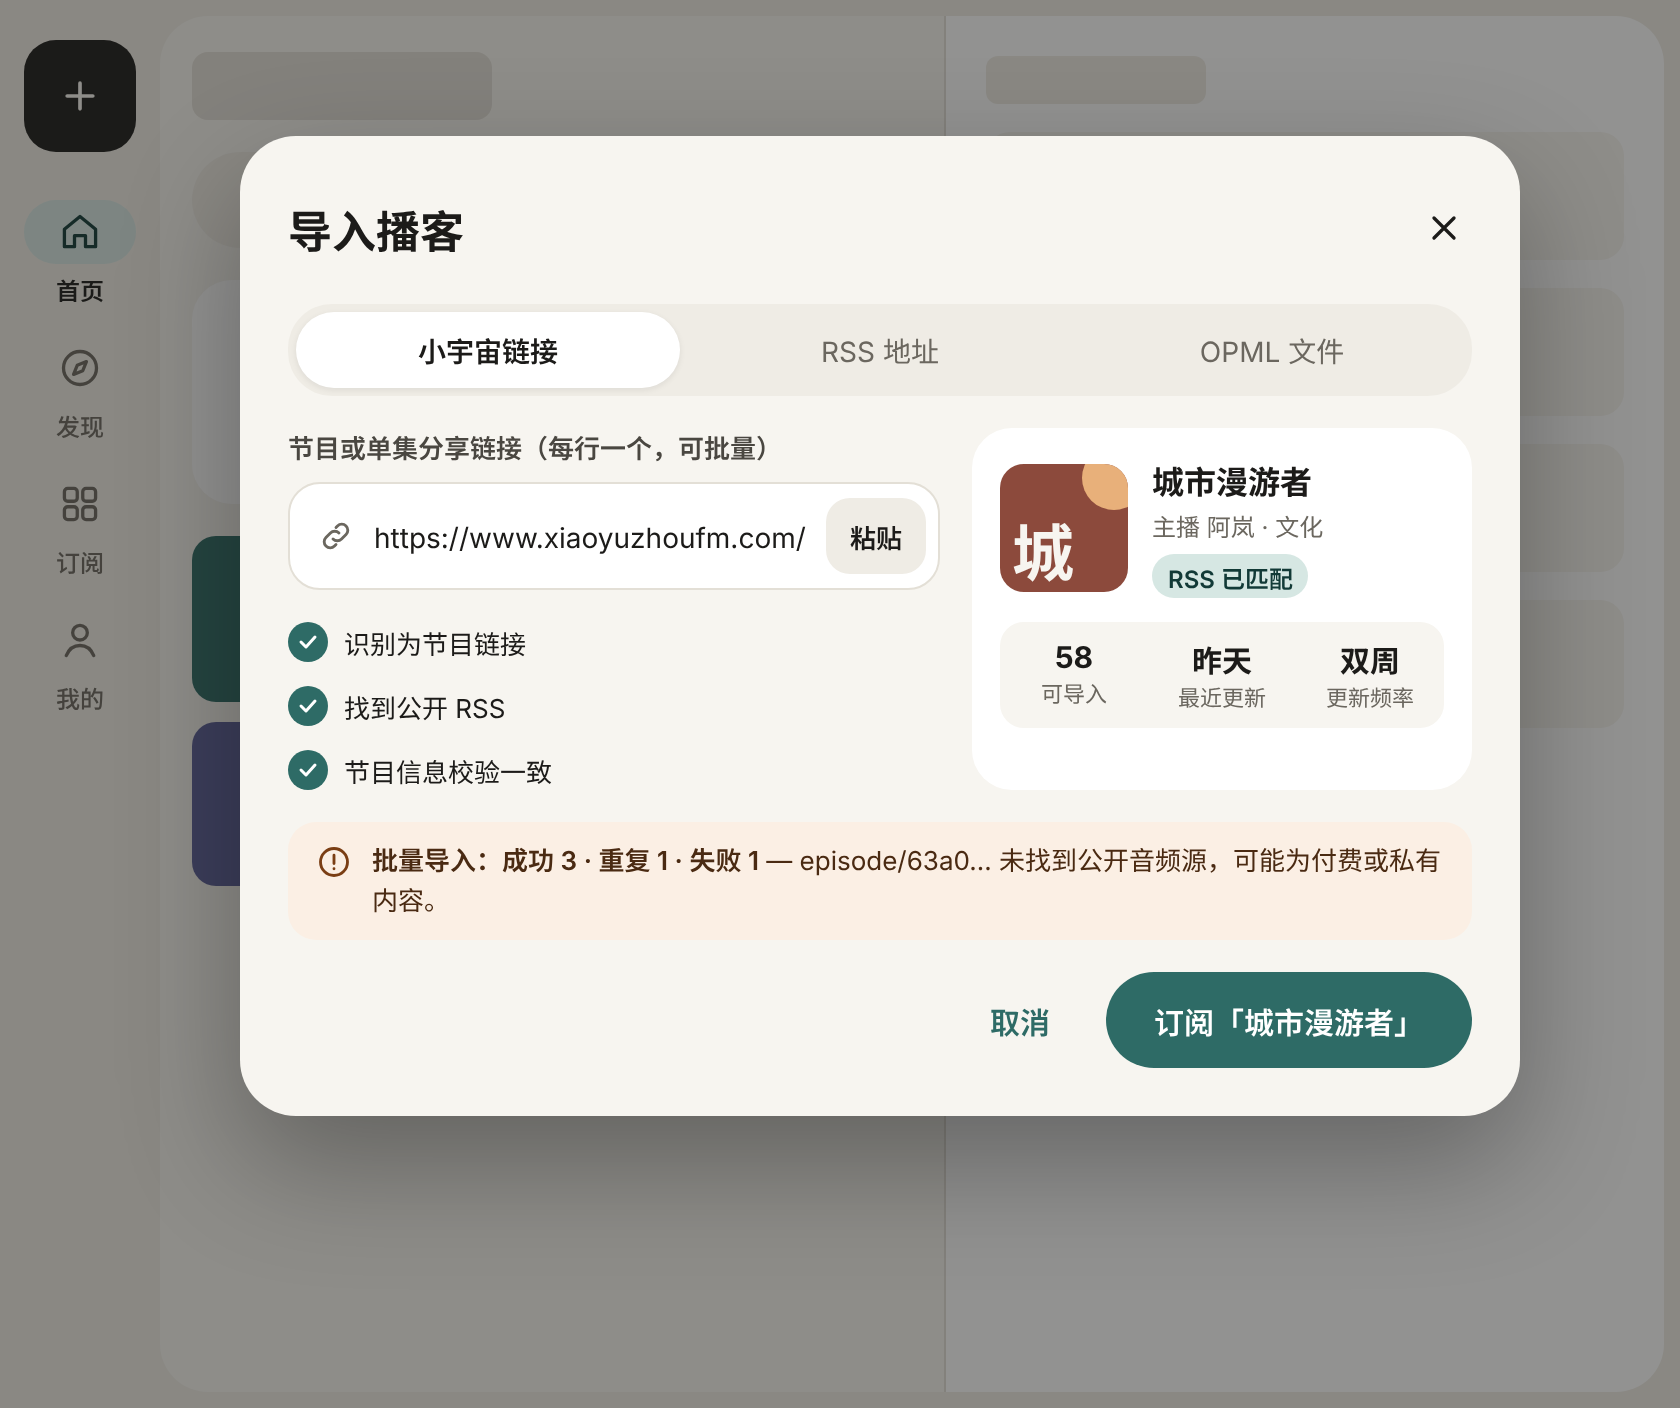 首页
发现
订阅
我的
导入播客
小宇宙链接
RSS 地址
OPML 文件
节目或单集分享链接（每行一个，可批量）
https://www.xiaoyuzhoufm.com/
粘贴
识别为节目链接
找到公开 RSS
节目信息校验一致
城
城市漫游者
主播 阿岚 · 文化
RSS 已匹配
58
可导入
昨天
最近更新
双周
更新频率
批量导入：成功 3 · 重复 1 · 失败 1 — episode/63a0… 未找到公开音频源，可能为付费或私有
内容。
取消
订阅「城市漫游者」